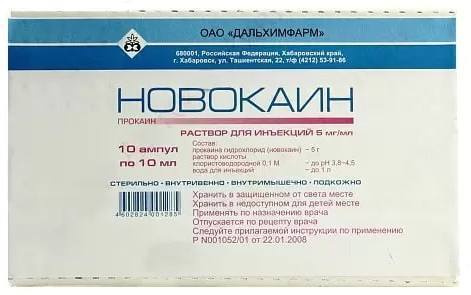 ОАО «ДАЛЬХИМФАРМ»
680001, Российская Федерация, Хабаровский край,
г. Хабаровск, ул. Ташкентская, 22, т/ф (4212) 53-91-86
НОВОКАИН
ПРОКАИН
РАСТВОР ДЛЯ ИНЪЕКЦИЙ 5 мг/мл
10 ампул
по 10 мл
Состав
прокаина гидрохлорид (новокаин) – 5 г
раствор кислоты
хлористоводородной 0,1 М – до pH 3,8–4,5
вода для инъекций – до 1 л
СТЕРИЛЬНО · ВНУТРИВЕННО · ВНУТРИМЫШЕЧНО · ПОДКОЖНО
4602824001285
Хранить в защищенном от света месте
Хранить в недоступном для детей месте
Применять по назначению врача
Отпускается по рецепту врача
Следуйте прилагаемой инструкции по применению
Р N001052/01 от 22.01.2008